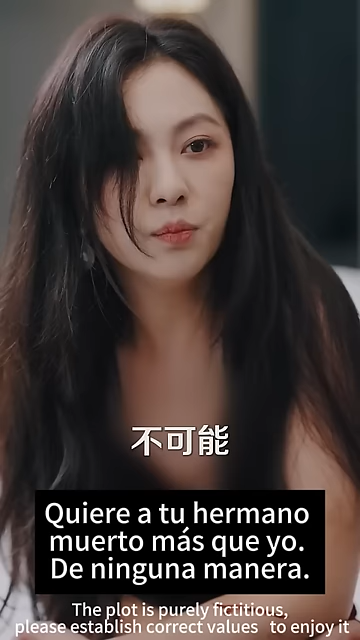 不可能
Quiere a tu hermano
muerto más que yo.
De ninguna manera.
The plot is purely fictitious,
please establish correct values to enjoy it